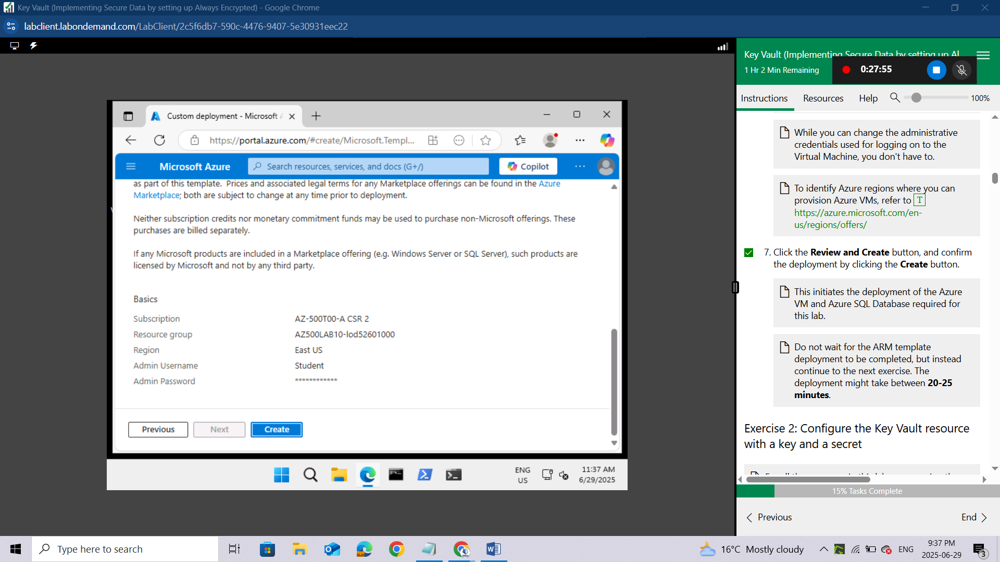 Key Vault (Implementing Secure Data by setting up Always Encrypted) - Google Chrome
labclient.labondemand.com/LabClient/2c5f6db7-590c-4476-9407-5e30931eec22
Custom deployment - Microsoft
https://portal.azure.com/#create/Microsoft.Templ...
Microsoft Azure
Search resources, services, and docs (G+/)
Copilot
as part of this template. Prices and associated legal terms for any Marketplace offerings can be found in the Azure
Marketplace; both are subject to change at any time prior to deployment.
Neither subscription credits nor monetary commitment funds may be used to purchase non-Microsoft offerings. These
purchases are billed separately.
If any Microsoft products are included in a Marketplace offering (e.g. Windows Server or SQL Server), such products are
licensed by Microsoft and not by any third party.
Basics
Subscription AZ-500T00-A CSR 2
Resource group AZ500LAB10-lod52601000
Region East US
Admin Username Student
Admin Password ************
Previous Next Create
ENG
US
11:37 AM
6/29/2025
Key Vault (Implementing Secure Data by setting up Al
1 Hr 2 Min Remaining
0:27:55
Instructions Resources Help 100%
While you can change the administrative
credentials used for logging on to the
Virtual Machine, you don't have to.
To identify Azure regions where you can
provision Azure VMs, refer to T
https://azure.microsoft.com/en-
us/regions/offers/
7. Click the Review and Create button, and confirm
the deployment by clicking the Create button.
This initiates the deployment of the Azure
VM and Azure SQL Database required for
this lab.
Do not wait for the ARM template
deployment to be completed, but instead
continue to the next exercise. The
deployment might take between 20-25
minutes.
Exercise 2: Configure the Key Vault resource
with a key and a secret
15% Tasks Complete
Previous End
Type here to search
16°C Mostly cloudy
ENG
9:37 PM
2025-06-29
3